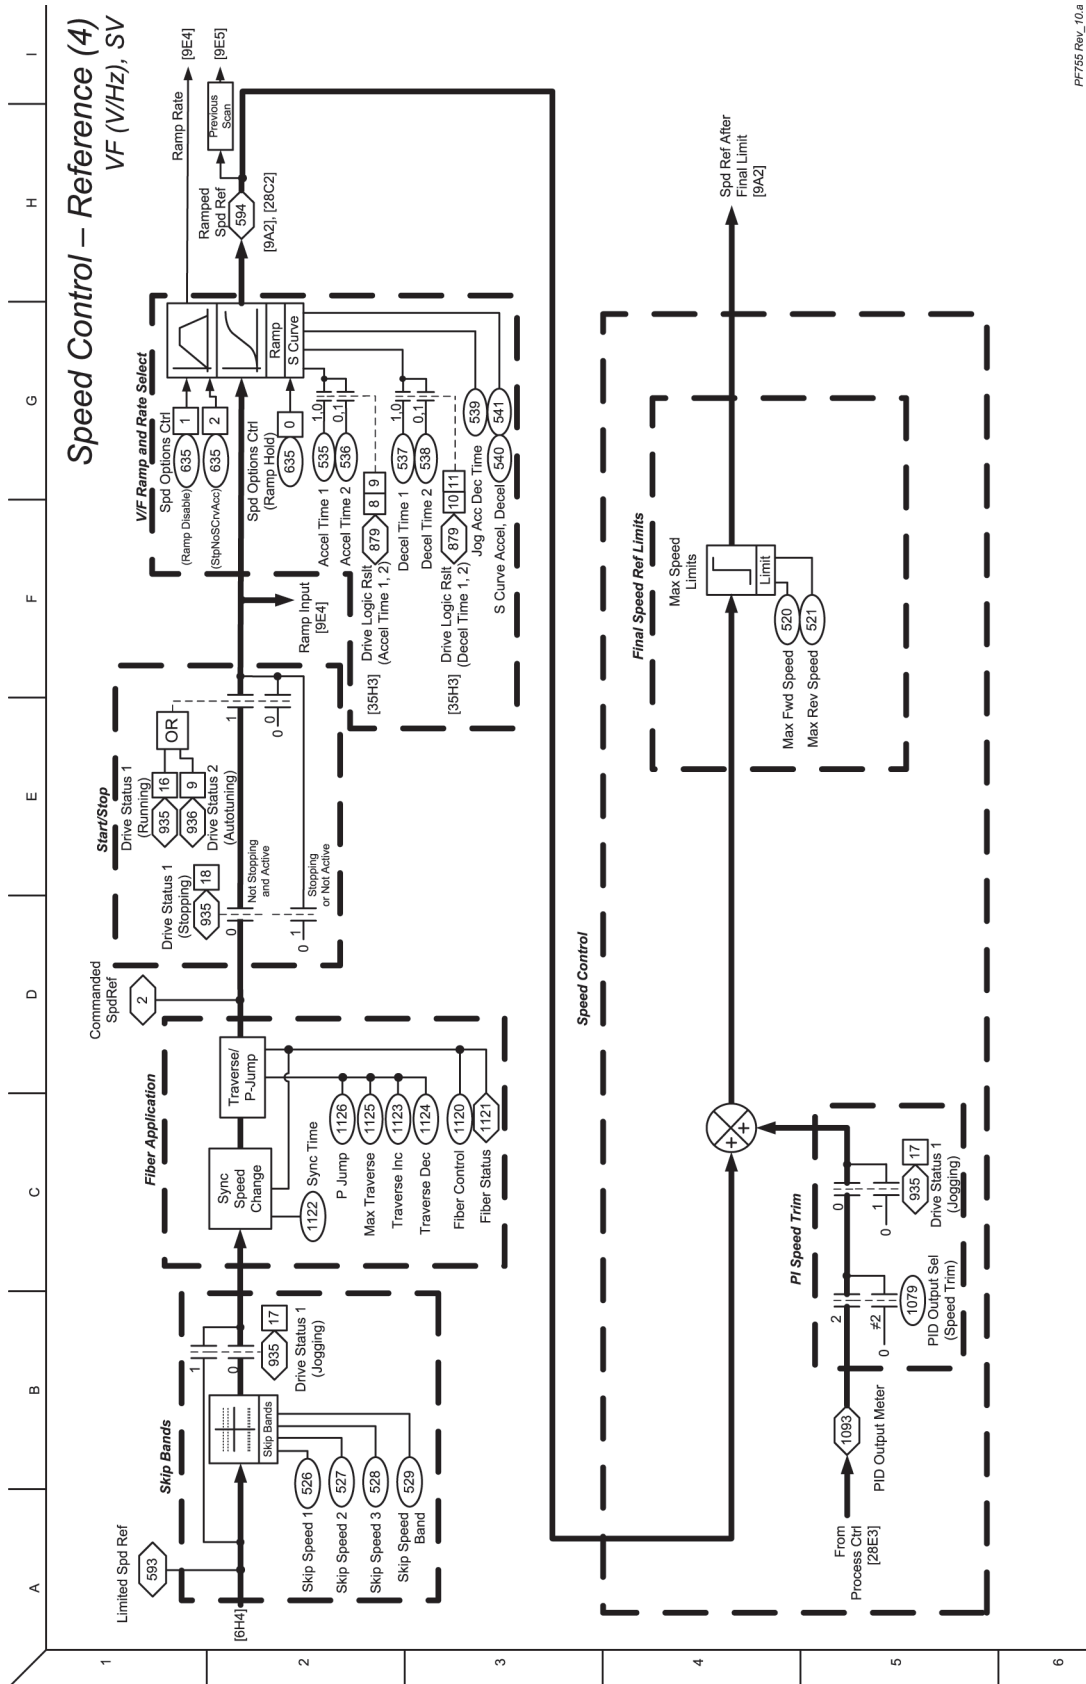 Speed Control – Reference (4)
VF (V/Hz), SV
A
B
C
D
E
F
G
H
I
1
2
3
4
5
6
Limited Spd Ref
593
[6H4]
Skip Bands
Skip Bands
Skip Speed 1
526
Skip Speed 2
527
Skip Speed 3
528
Skip Speed
Band
529
1
0
935
17
Drive Status 1
(Jogging)
Fiber Application
Sync
Speed
Change
Traverse/
P-Jump
1122
Sync Time
P Jump
1126
Max Traverse
1125
Traverse Inc
1123
Traverse Dec
1124
Fiber Control
1120
Fiber Status
1121
Commanded
SpdRef
2
Start/Stop
Drive Status 1
(Stopping)
935
18
0
Not Stopping
and Active
1
0
Stopping
or Not Active
Drive Status 1
(Running)
935
16
936
9
Drive Status 2
(Autotuning)
OR
1
0
0
Ramp Input
[9E4]
V/F Ramp and Rate Select
Spd Options Ctrl
(Ramp Disable)
635
1
(StpNoSCrvAcc)
635
2
Spd Options Ctrl
(Ramp Hold)
635
0
Ramp
S Curve
Accel Time 1
535
1,0
Accel Time 2
536
0,1
[35H3]
Drive Logic Rslt
(Accel Time 1, 2)
879
8
9
Decel Time 1
537
1,0
Decel Time 2
538
0,1
[35H3]
Drive Logic Rslt
(Decel Time 1, 2)
879
10
11
Jog Acc Dec Time
539
S Curve Accel, Decel
540
541
Ramp Rate
[9E4]
Ramped
Spd Ref
594
[9A2], [28C2]
Previous
Scan
[9E5]
Speed Control
From
Process Ctrl
[28E3]
1093
PID Output Meter
PI Speed Trim
2
≠2
0
1079
PID Output Sel
(Speed Trim)
0
1
0
935
17
Drive Status 1
(Jogging)
+
+
Final Speed Ref Limits
Max Speed
Limits
Limit
Max Fwd Speed
520
Max Rev Speed
521
Spd Ref After
Final Limit
[9A2]
PF755 Rev_10.a